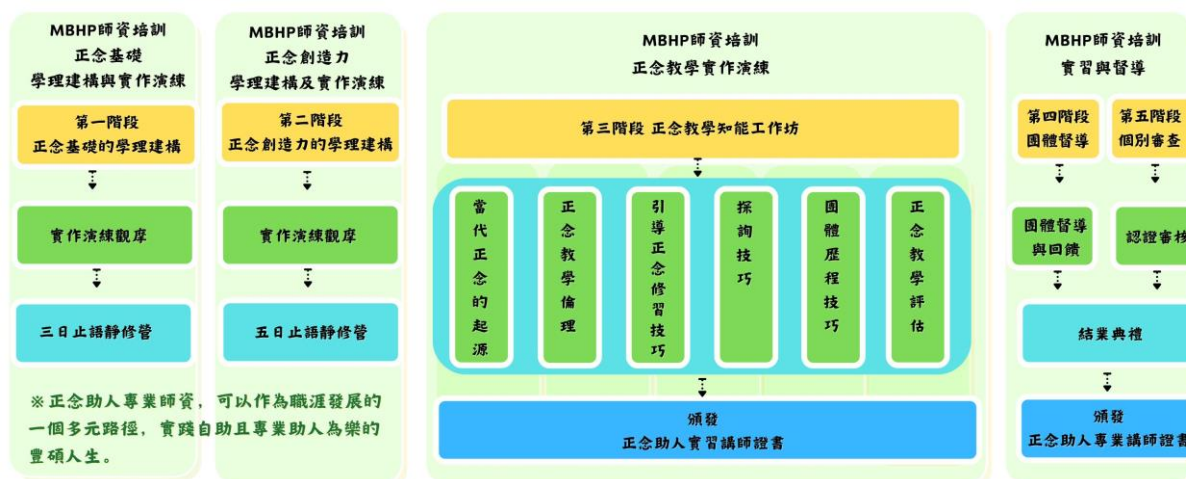 MBHP師資培訓
正念基礎
學理建構與實作演練
第一階段
正念基礎的學理建構
實作演練觀摩
三日止語靜修營
MBHP師資培訓
正念創造力
學理建構及實作演練
第二階段
正念創造力的學理建構
實作演練觀摩
五日止語靜修營
※正念助人專業師資，可以作為職涯發展的
一個多元路徑，實踐自助且專業助人為樂的
豐碩人生。
MBHP師資培訓
正念教學實作演練
第三階段 正念教學知能工作坊
當代正念的起源
正念教學倫理
引導正念修習技巧
探詢技巧
團體歷程技巧
正念教學評估
頒發
正念助人實習講師證書
MBHP師資培訓
實習與督導
第四階段
團體督導
團體督導
與回饋
第五階段
個別審查
認證審核
結業典禮
頒發
正念助人專業講師證書